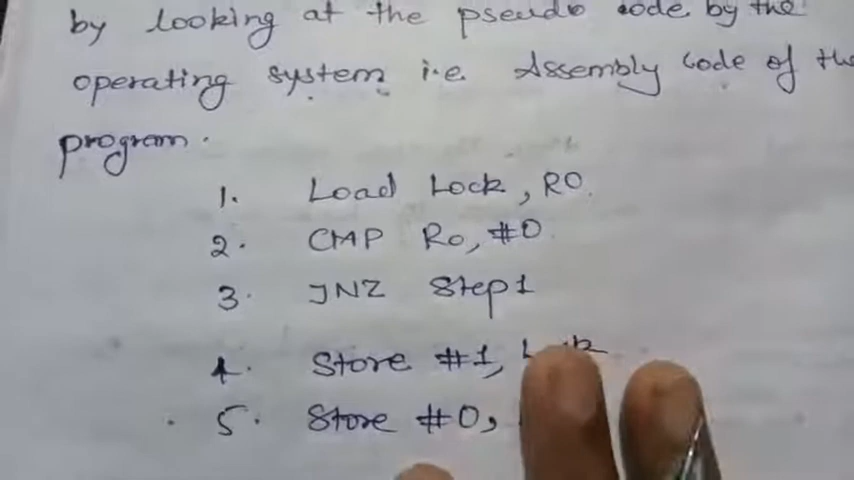 by looking at the pseudo code by the
operating system i.e. Assembly Code of the
program.
1. Load Lock, R0.
2. CMP R0, #0.
3. JNZ Step1
4. Store #1,
5. Store #0,